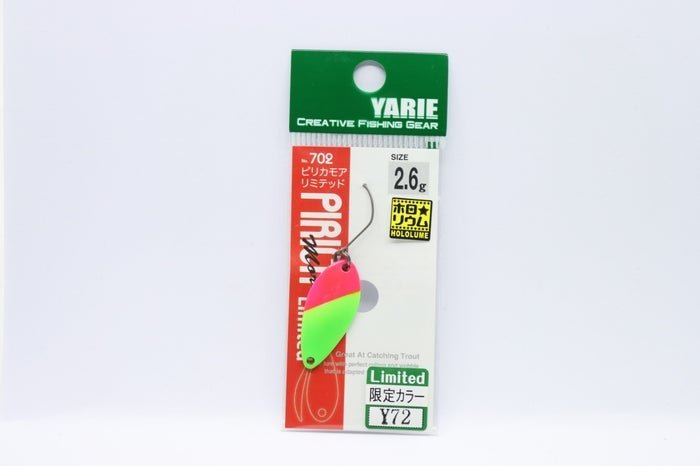 YARIE
CREATIVE FISHING GEAR
No. 702
ピリカモア
リミテッド
SIZE
2.6g
ホロ★
リウム
HOLOLUME
Limited
Great At Catching Trout
Limited
限定カラー
Y72